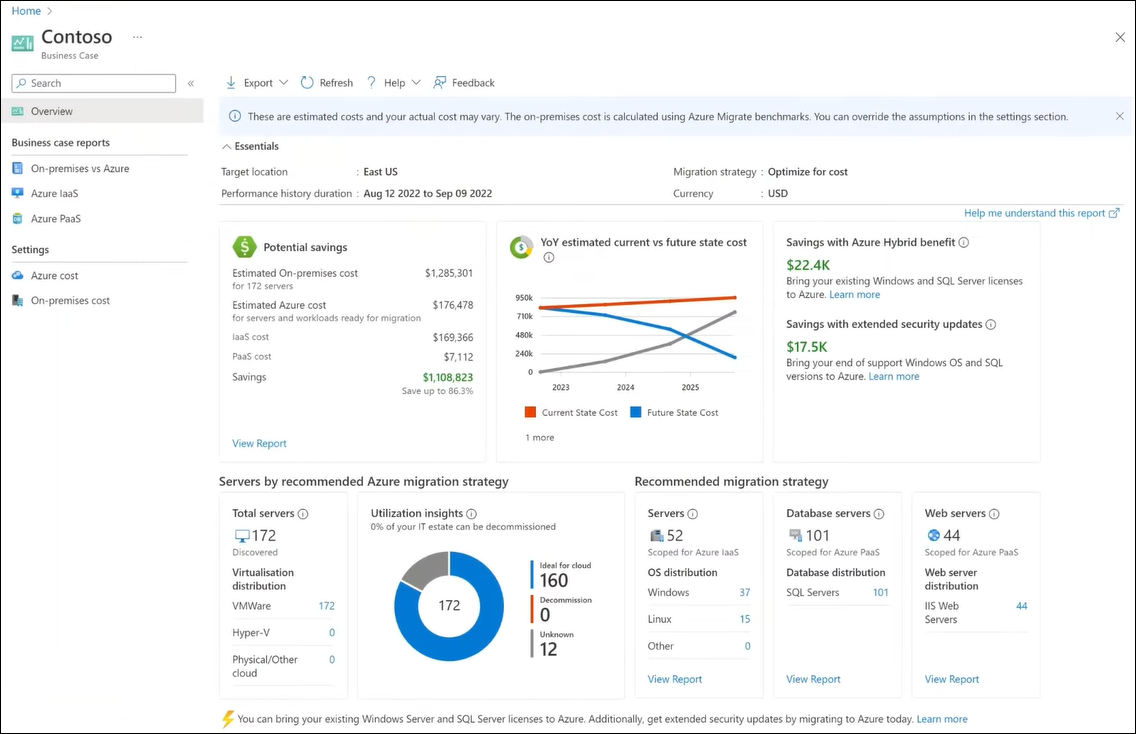 Home
Contoso ...
Business Case
Search
Overview
Business case reports
On-premises vs Azure
Azure IaaS
Azure PaaS
Settings
Azure cost
On-premises cost
Export Refresh ? Help Feedback
These are estimated costs and your actual cost may vary. The on-premises cost is calculated using Azure Migrate benchmarks. You can override the assumptions in the settings section.
Essentials
Target location : East US
Performance history duration : Aug 12 2022 to Sep 09 2022
Migration strategy : Optimize for cost
Currency : USD
Help me understand this report
Potential savings
Estimated On-premises cost $1,285,301
for 172 servers
Estimated Azure cost $176,478
for servers and workloads ready for migration
IaaS cost $169,366
PaaS cost $7,112
Savings $1,108,823
Save up to 86.3%
View Report
YoY estimated current vs future state cost
950k
710k
480k
240k
0
2023 2024 2025
Current State Cost Future State Cost
1 more
Savings with Azure Hybrid benefit
$22.4K
Bring your existing Windows and SQL Server licenses
to Azure. Learn more
Savings with extended security updates
$17.5K
Bring your end of support Windows OS and SQL
versions to Azure. Learn more
Servers by recommended Azure migration strategy
Total servers
172
Discovered
Virtualisation
distribution
VMWare 172
Hyper-V 0
Physical/Other
cloud 0
Utilization insights
0% of your IT estate can be decommissioned
172
Ideal for cloud
160
Decommission
0
Unknown
12
Recommended migration strategy
Servers
52
Scoped for Azure IaaS
OS distribution
Windows 37
Linux 15
Other 0
View Report
Database servers
101
Scoped for Azure PaaS
Database distribution
SQL Servers 101
View Report
Web servers
44
Scoped for Azure PaaS
Web server
distribution
IIS Web 44
Servers
View Report
You can bring your existing Windows Server and SQL Server licenses to Azure. Additionally, get extended security updates by migrating to Azure today. Learn more